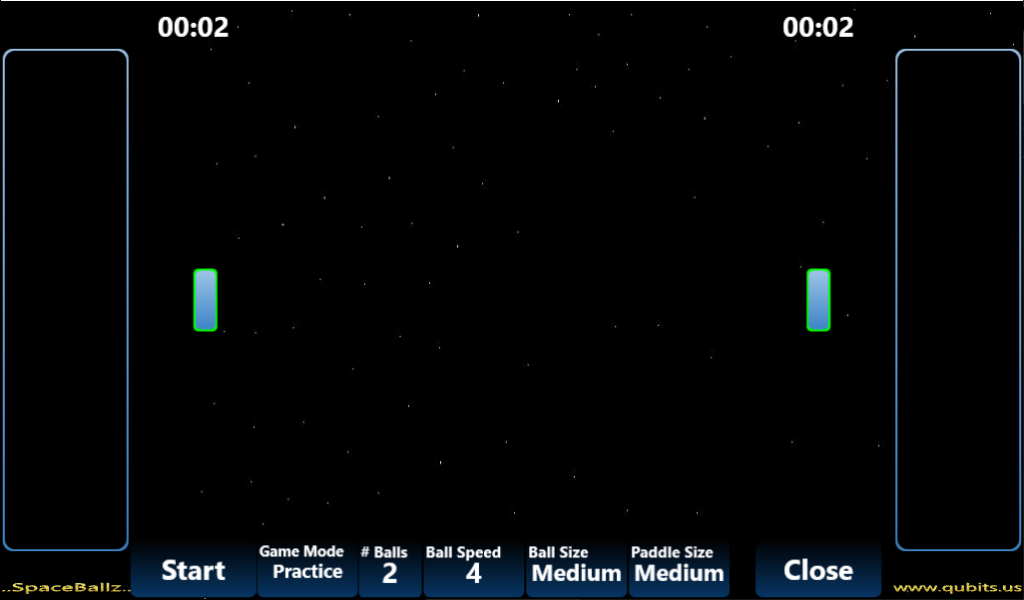 00:02
00:02
Start
Game Mode
Practice
# Balls
2
Ball Speed
4
Ball Size
Medium
Paddle Size
Medium
Close
..SpaceBallz..
www.qubits.us